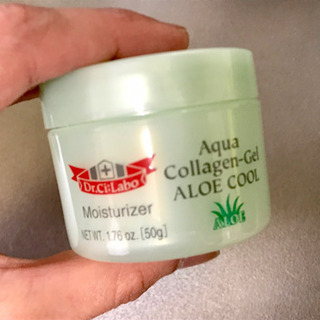 Dr.Ci:Labo
Moisturizer
NET WT. 1.76 oz. [50g]
Aqua
Collagen-Gel
ALOE COOL
ALOE